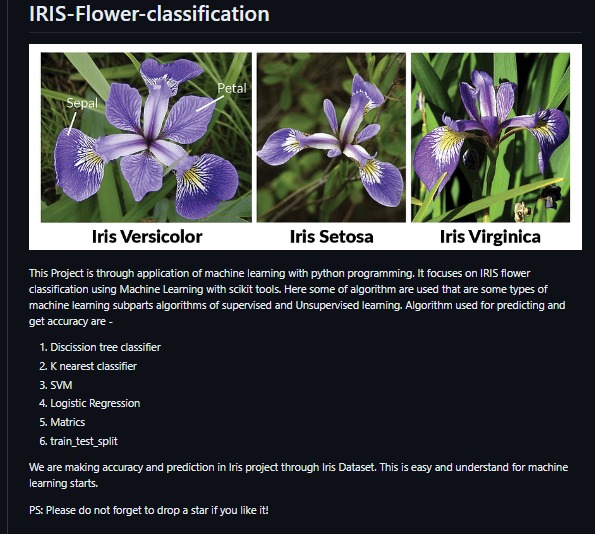 IRIS-Flower-classification
Sepal
Petal
Iris Versicolor
Iris Setosa
Iris Virginica
This Project is through application of machine learning with python programming. It focuses on IRIS flower
classification using Machine Learning with scikit tools. Here some of algorithm are used that are some types of
machine learning subparts algorithms of supervised and Unsupervised learning. Algorithm used for predicting and
get accuracy are -
1. Discission tree classifier
2. K nearest classifier
3. SVM
4. Logistic Regression
5. Matrics
6. train_test_split
We are making accuracy and prediction in Iris project through Iris Dataset. This is easy and understand for machine
learning starts.
PS: Please do not forget to drop a star if you like it!